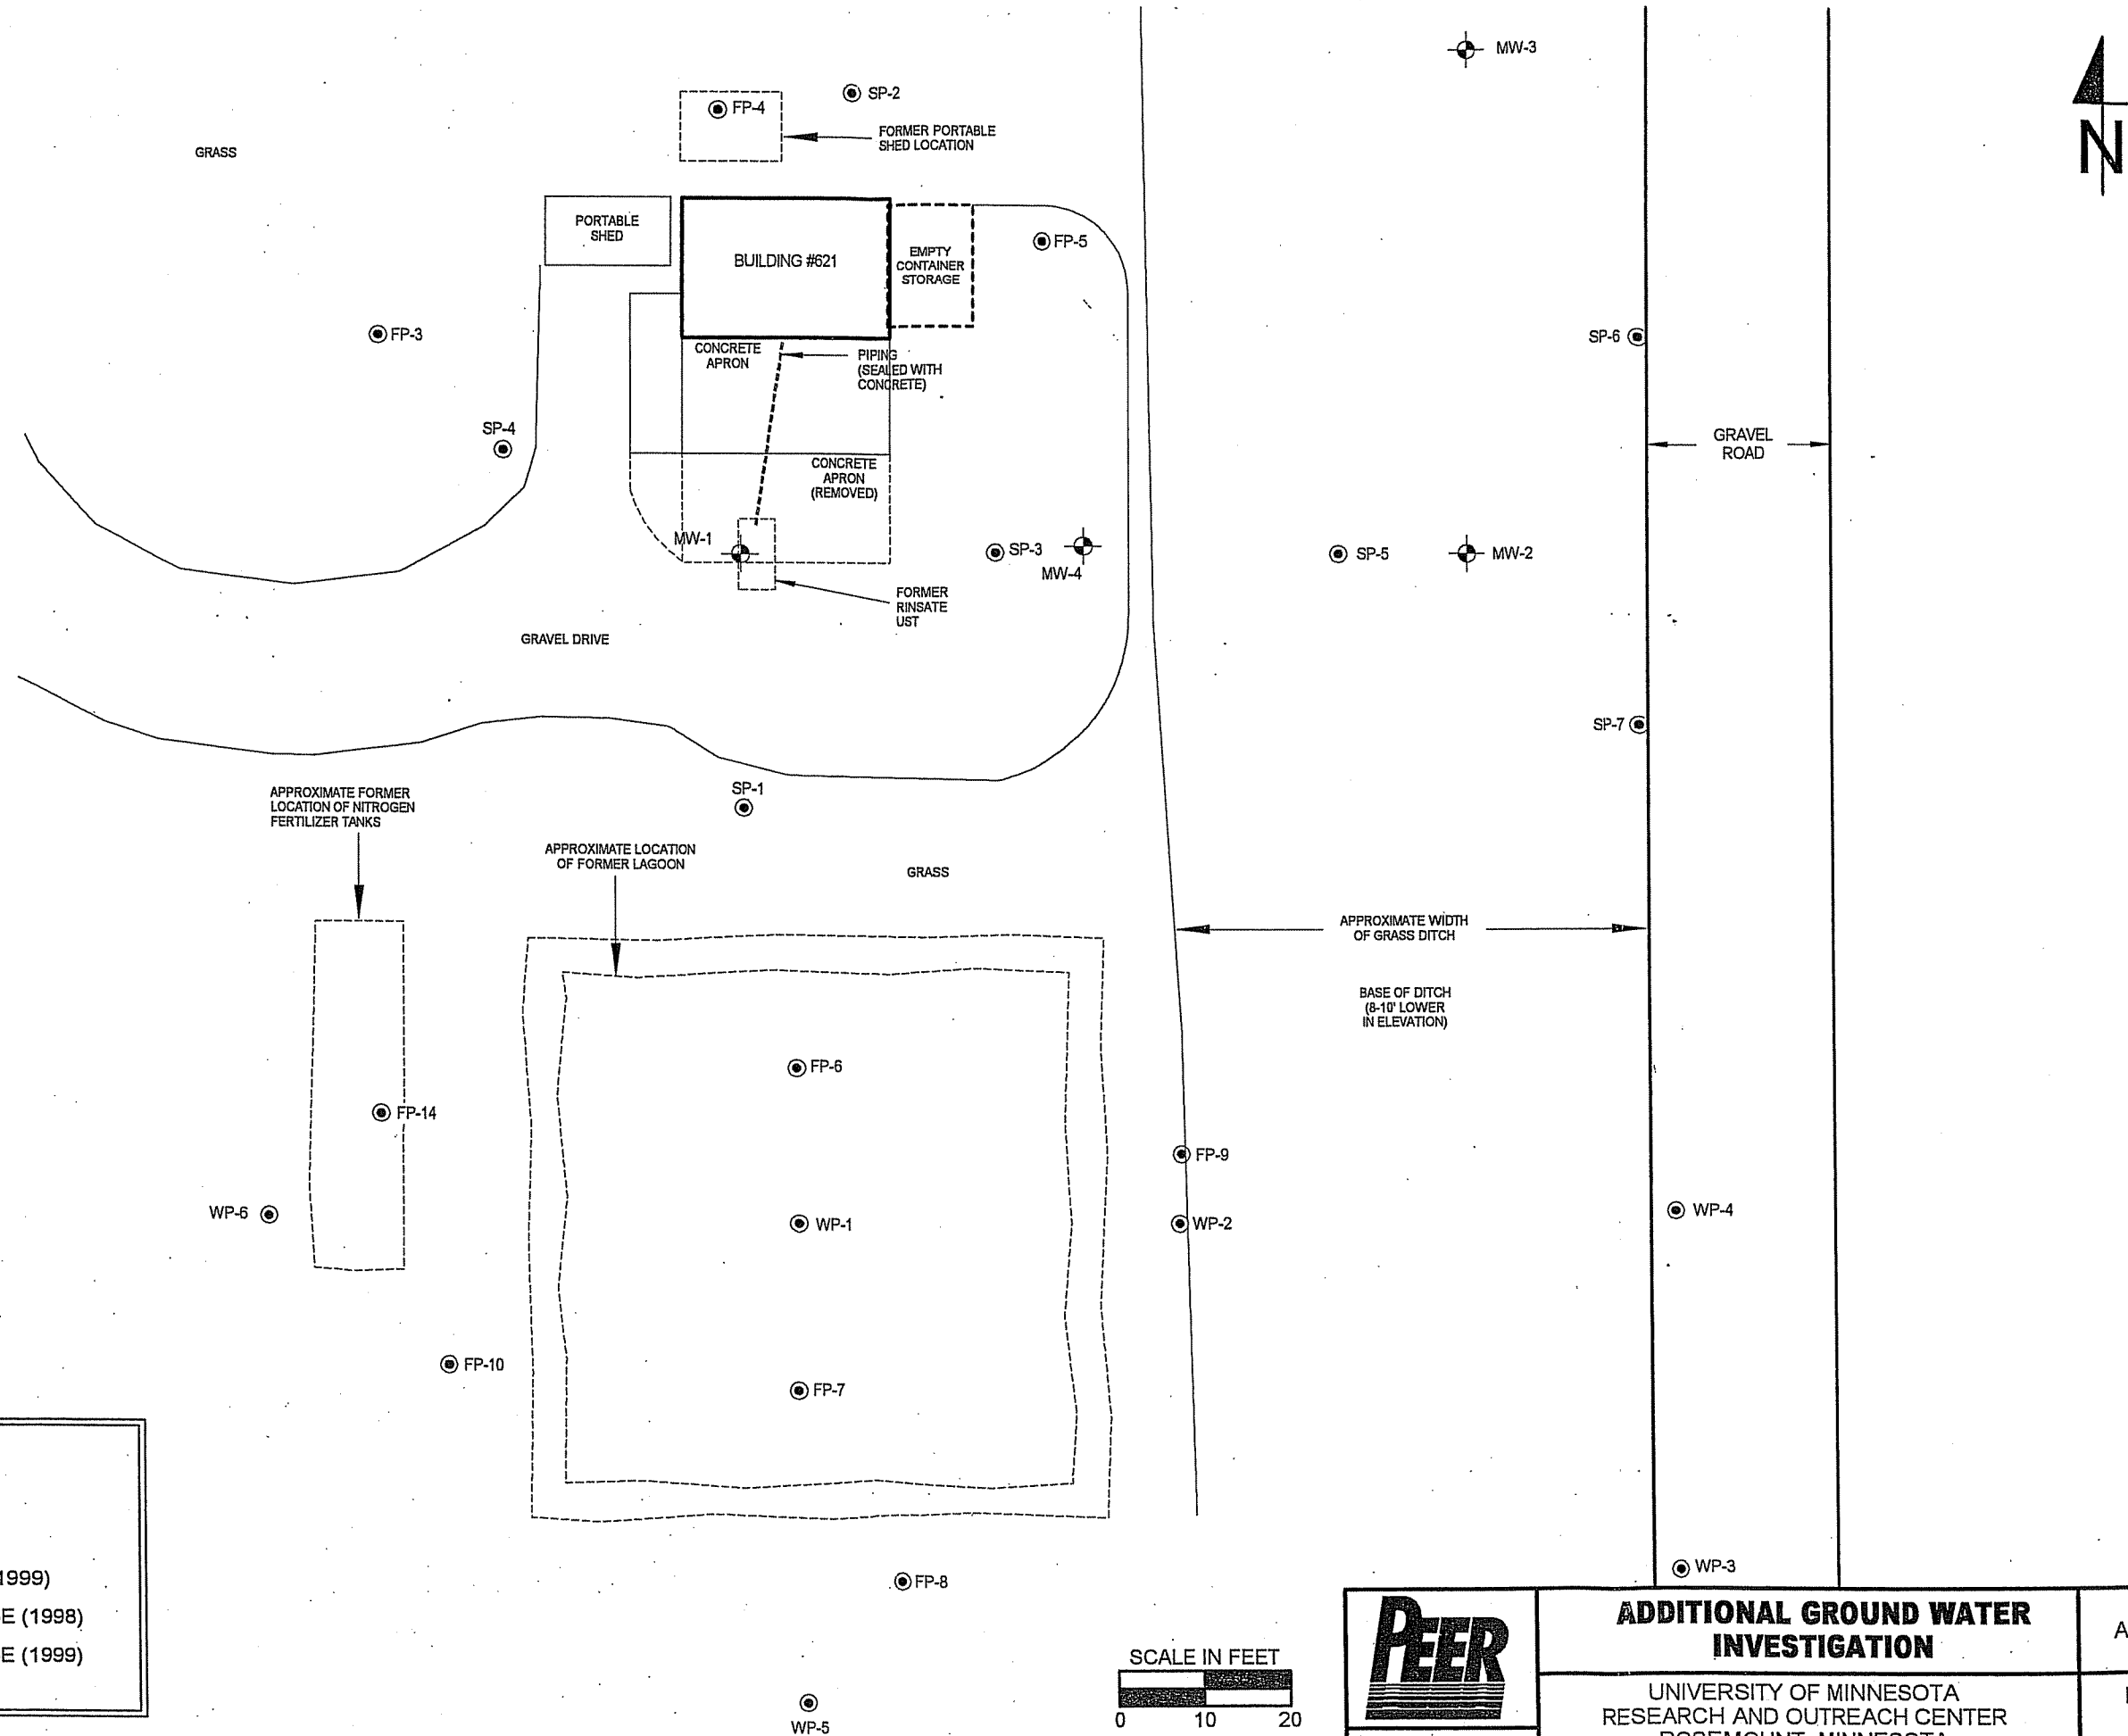 MW-3
N
SP-2
FP-4
FORMER PORTABLE
SHED LOCATION
GRASS
PORTABLE
SHED
BUILDING #621
EMPTY
CONTAINER
STORAGE
FP-5
FP-3
SP-6
CONCRETE
APRON
PIPING
(SEALED WITH
CONCRETE)
SP-4
GRAVEL
ROAD
CONCRETE
APRON
(REMOVED)
MW-1
SP-3
MW-4
SP-5
MW-2
FORMER
RINSATE
UST
GRAVEL DRIVE
SP-7
SP-1
APPROXIMATE FORMER
LOCATION OF NITROGEN
FERTILIZER TANKS
APPROXIMATE LOCATION
OF FORMER LAGOON
GRASS
APPROXIMATE WIDTH
OF GRASS DITCH
BASE OF DITCH
(8-10' LOWER
IN ELEVATION)
FP-6
FP-14
FP-9
WP-6
WP-1
WP-2
WP-4
FP-10
FP-7
WP-3
FP-8
1999)
E (1998)
E (1999)
WP-5
SCALE IN FEET
0 10 20
PEER
ADDITIONAL GROUND WATER
INVESTIGATION
UNIVERSITY OF MINNESOTA
RESEARCH AND OUTREACH CENTER
ROSEMOUNT, MINNESOTA
A